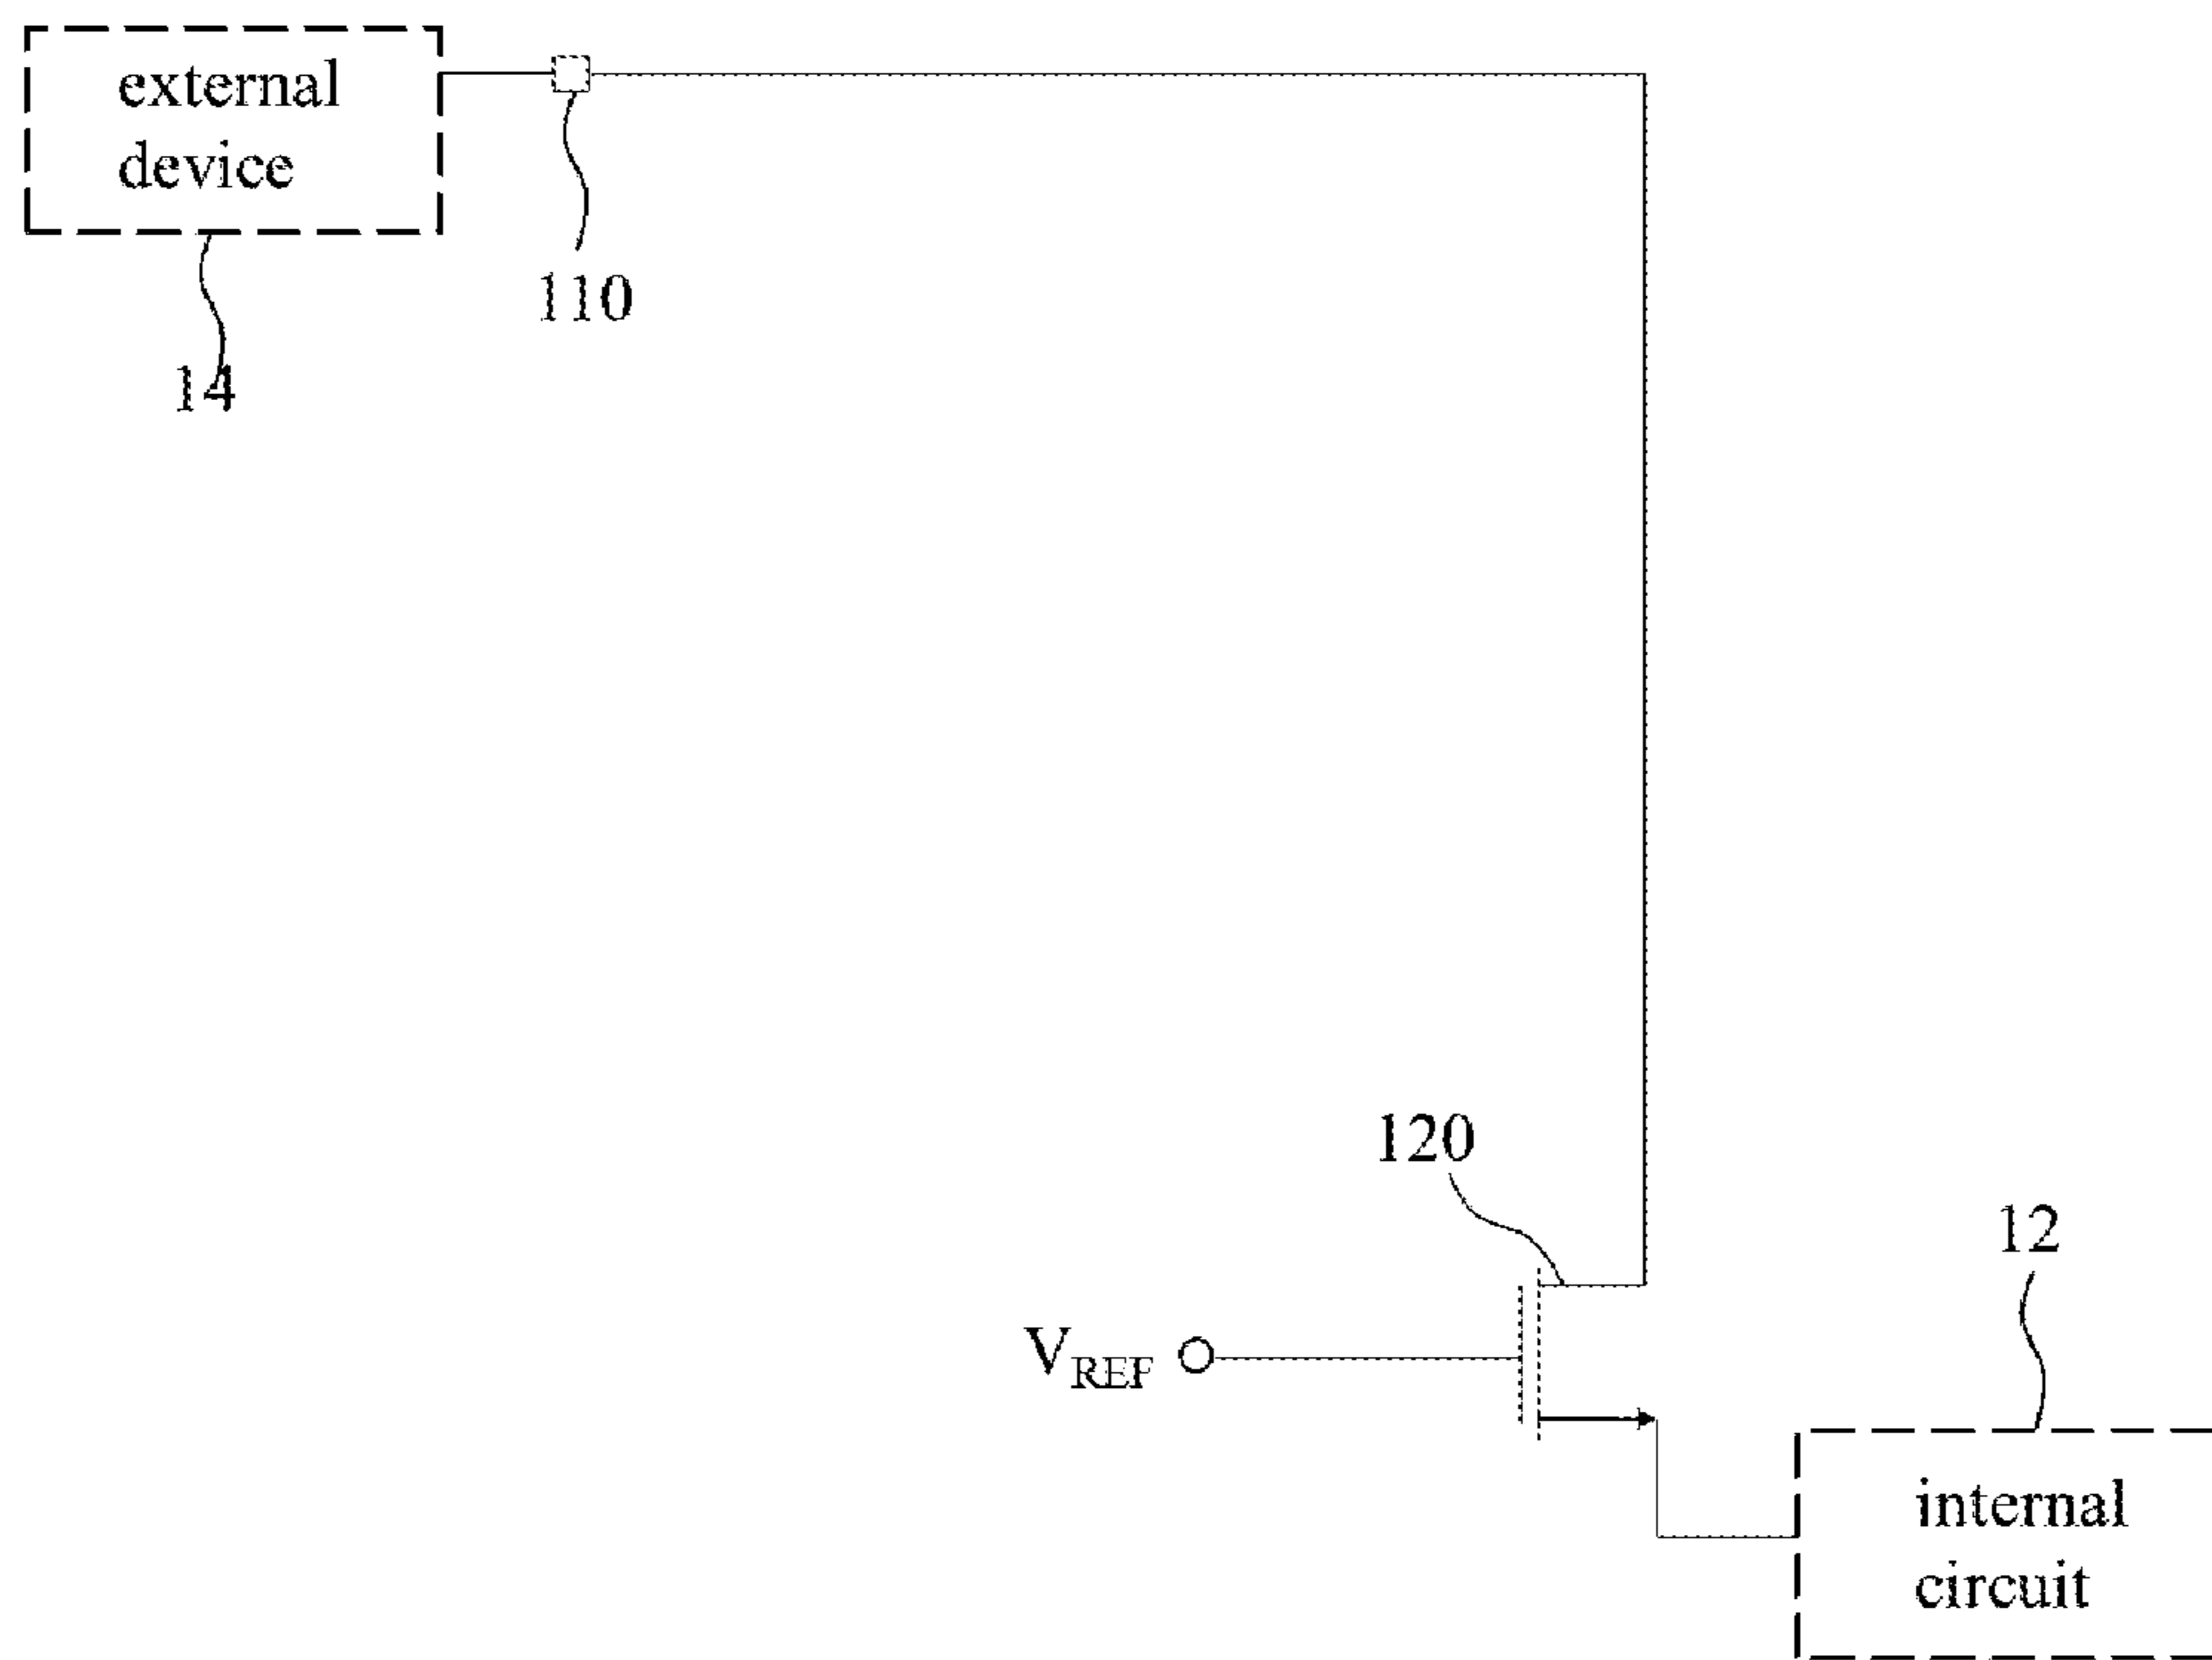 external
device
110
14
120
12
VREF
internal
circuit